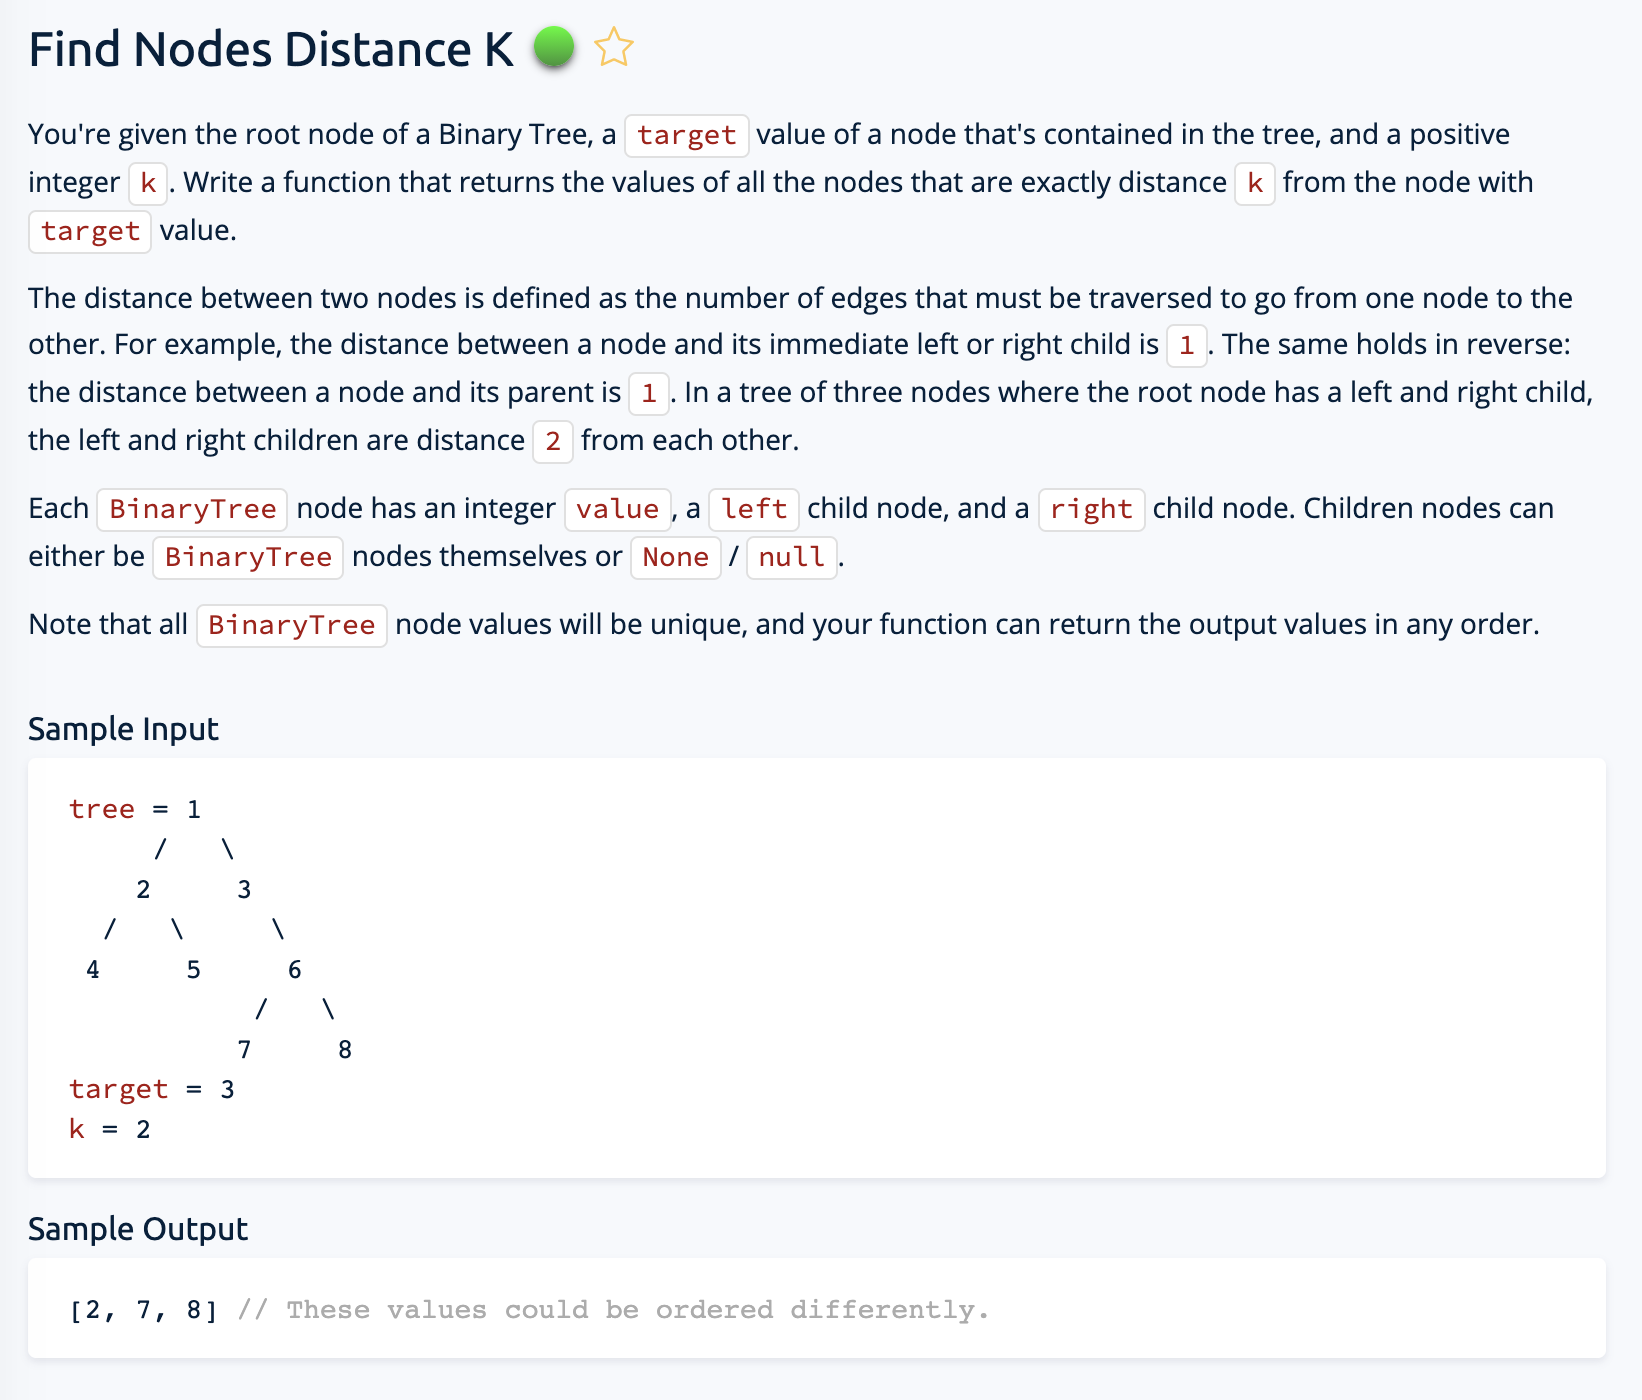 Find Nodes Distance K
You're given the root node of a Binary Tree, a target value of a node that's contained in the tree, and a positive
integer k. Write a function that returns the values of all the nodes that are exactly distance k from the node with
target value.
The distance between two nodes is defined as the number of edges that must be traversed to go from one node to the
other. For example, the distance between a node and its immediate left or right child is 1. The same holds in reverse:
the distance between a node and its parent is 1. In a tree of three nodes where the root node has a left and right child,
the left and right children are distance 2 from each other.
Each BinaryTree node has an integer value, a left child node, and a right child node. Children nodes can
either be BinaryTree nodes themselves or None / null.
Note that all BinaryTree node values will be unique, and your function can return the output values in any order.
Sample Input
tree = 1
     /   \
    2     3
  /   \     \
 4     5     6
           /   \
          7     8
target = 3
k = 2
Sample Output
[2, 7, 8] // These values could be ordered differently.